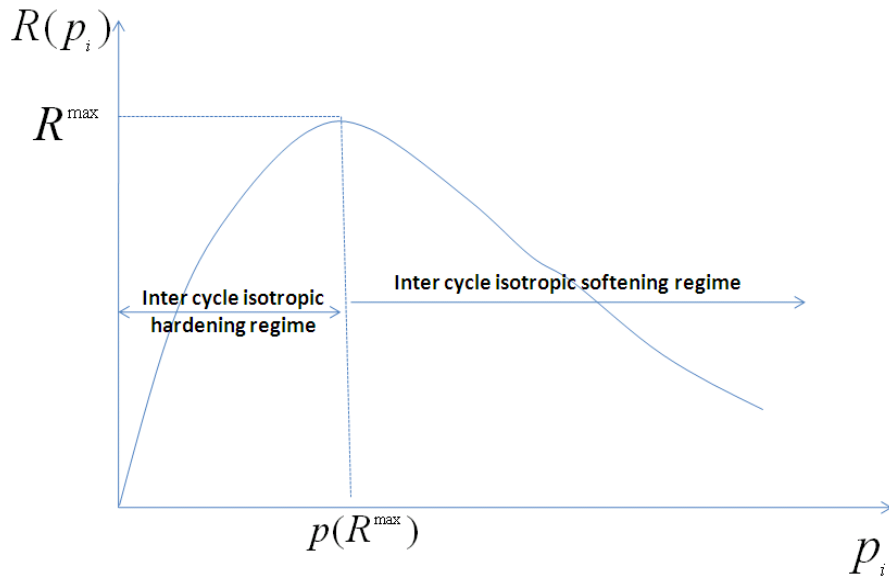 R(p_i)
R^max
Inter cycle isotropic
hardening regime
Inter cycle isotropic softening regime
p(R^max)
p_i